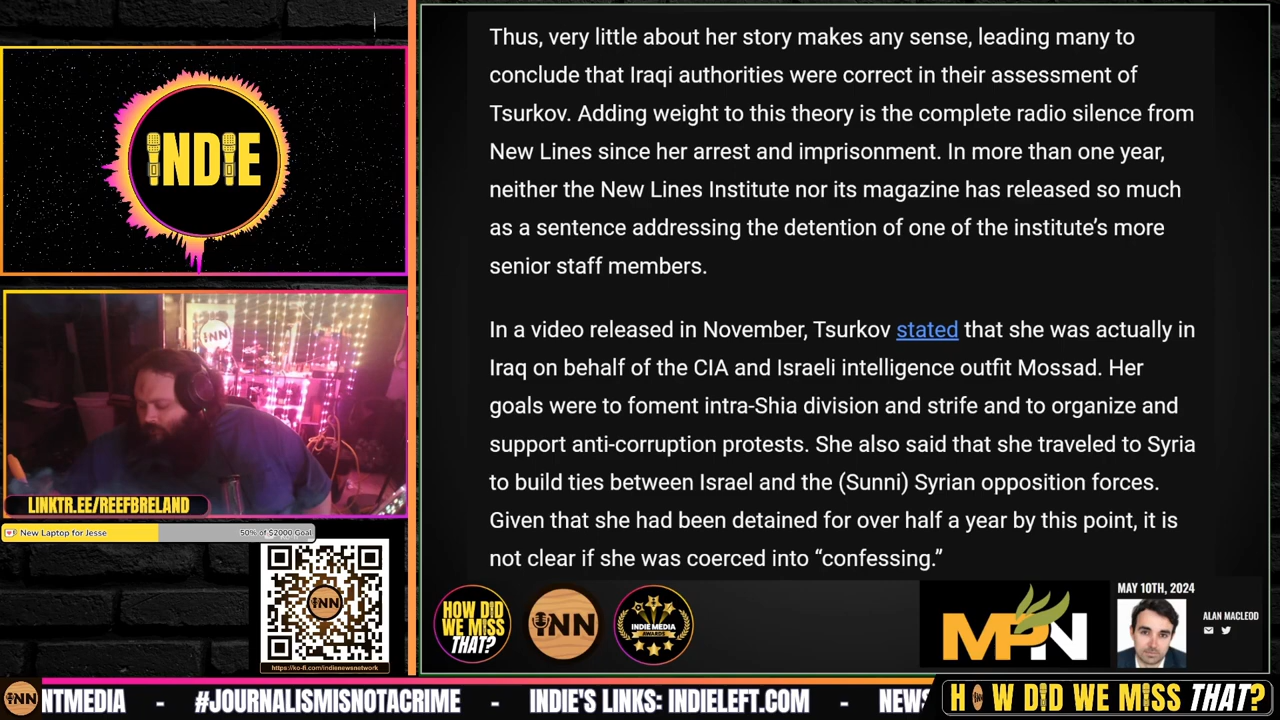 INDIE
INN
LINKTR.EE/REEFBRELAND
New Laptop for Jesse
50% of $2000 Goal
INN
https://ko-fi.com/indienewsnetwork
Thus, very little about her story makes any sense, leading many to
conclude that Iraqi authorities were correct in their assessment of
Tsurkov. Adding weight to this theory is the complete radio silence from
New Lines since her arrest and imprisonment. In more than one year,
neither the New Lines Institute nor its magazine has released so much
as a sentence addressing the detention of one of the institute’s more
senior staff members.
In a video released in November, Tsurkov stated that she was actually in
Iraq on behalf of the CIA and Israeli intelligence outfit Mossad. Her
goals were to foment intra-Shia division and strife and to organize and
support anti-corruption protests. She also said that she traveled to Syria
to build ties between Israel and the (Sunni) Syrian opposition forces.
Given that she had been detained for over half a year by this point, it is
not clear if she was coerced into “confessing.”
HOW DID
WE MISS
THAT?
INN
INDIE MEDIA
AWARDS
MPN
MAY 10TH, 2024
ALAN MACLEOD
INN
NTMEDIA - #JOURNALISMISNOTACRIME - INDIE'S LINKS: INDIELEFT.COM - NEWS
HOW DID WE MISS THAT?